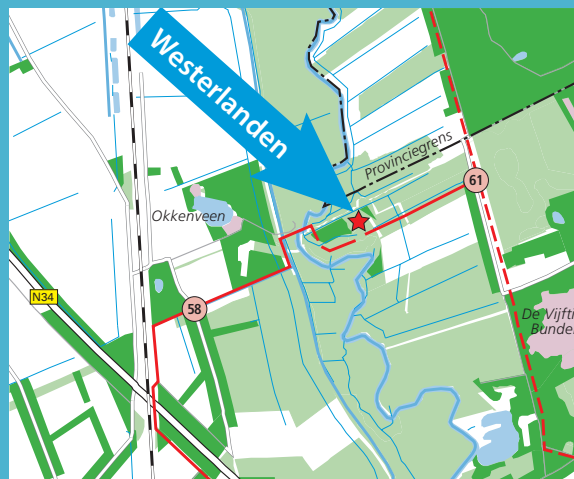 Westerlanden
Provinciegrens
61
Okkenveen
N34
58
De Vijfti
Bunde